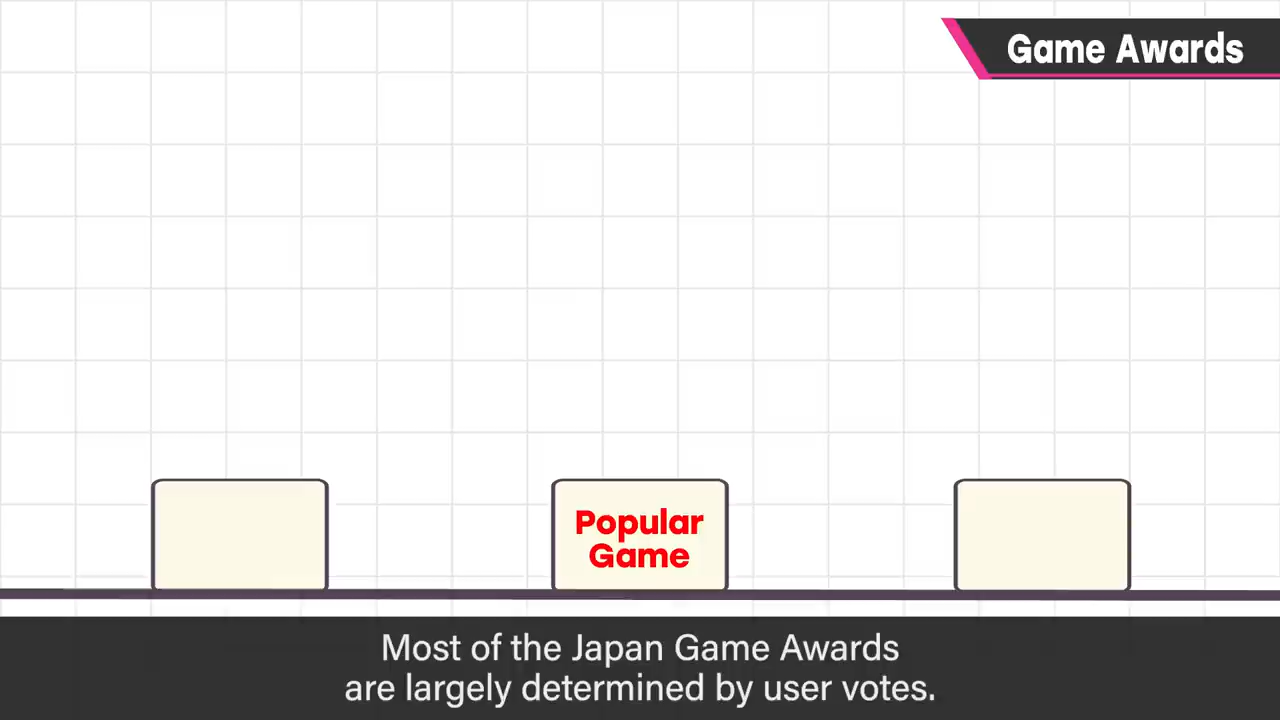 Game Awards
Popular
Game
Most of the Japan Game Awards
are largely determined by user votes.